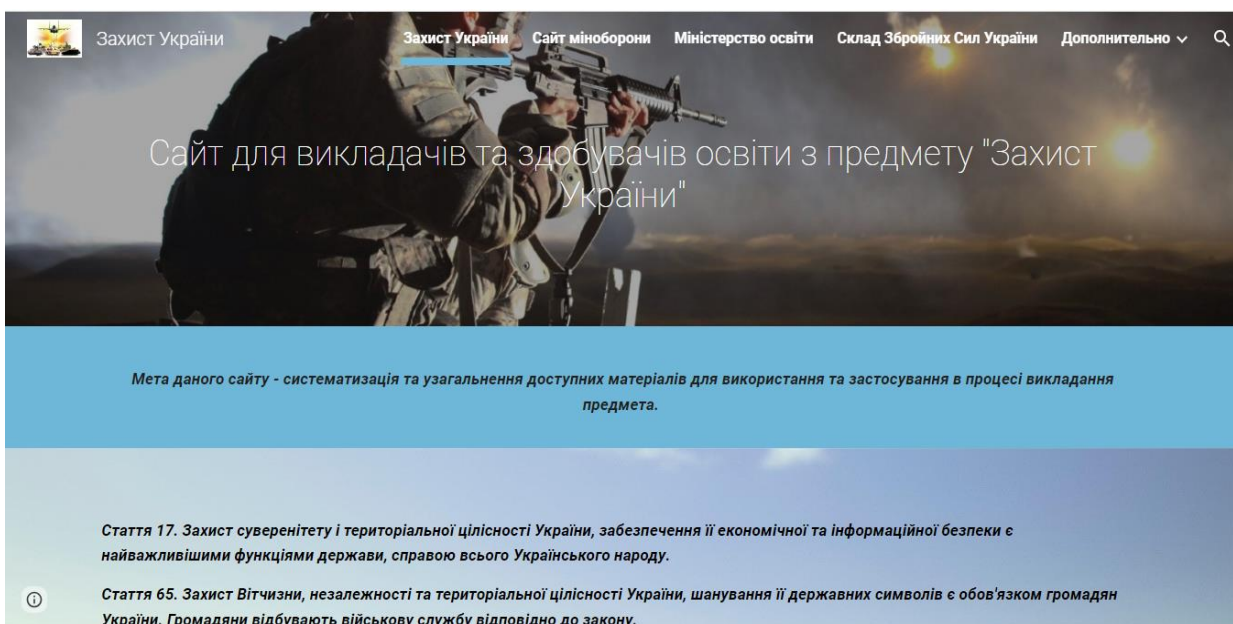 Захист України
Захист України Сайт міноборони Міністерство освіти Склад Збройних Сил України Дополнительно
Сайт для викладачів та здобувачів освіти з предмету "Захист
України"
Мета даного сайту - систематизація та узагальнення доступних матеріалів для використання та застосування в процесі викладання
предмета.
Стаття 17. Захист суверенітету і територіальної цілісності України, забезпечення її економічної та інформаційної безпеки є
найважливішими функціями держави, справою всього Українського народу.
Стаття 65. Захист Вітчизни, незалежності та територіальної цілісності України, шанування її державних символів є обов'язком громадян
України. Громадяни відбувають військову службу відповідно до закону.